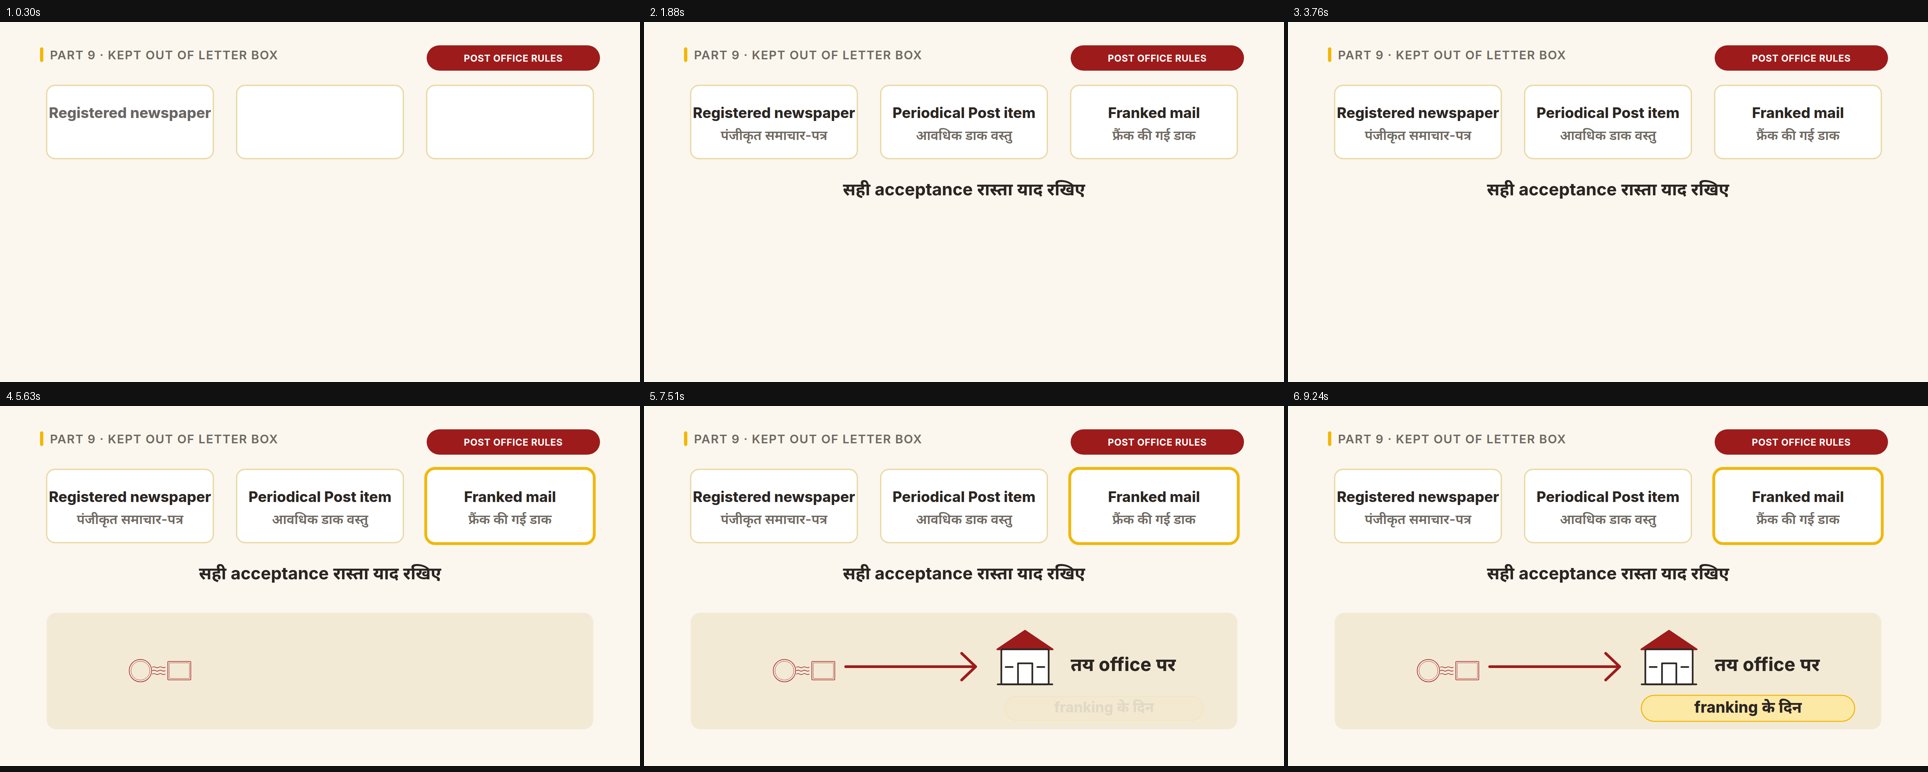 1. 0.30s
PART 9 · KEPT OUT OF LETTER BOX
POST OFFICE RULES
Registered newspaper
2. 1.88s
PART 9 · KEPT OUT OF LETTER BOX
POST OFFICE RULES
Registered newspaper
पंजीकृत समाचार-पत्र
Periodical Post item
आवधिक डाक वस्तु
Franked mail
फ्रैंक की गई डाक
सही acceptance रास्ता याद रखिए
3. 3.76s
PART 9 · KEPT OUT OF LETTER BOX
POST OFFICE RULES
Registered newspaper
पंजीकृत समाचार-पत्र
Periodical Post item
आवधिक डाक वस्तु
Franked mail
फ्रैंक की गई डाक
सही acceptance रास्ता याद रखिए
4. 5.63s
PART 9 · KEPT OUT OF LETTER BOX
POST OFFICE RULES
Registered newspaper
पंजीकृत समाचार-पत्र
Periodical Post item
आवधिक डाक वस्तु
Franked mail
फ्रैंक की गई डाक
सही acceptance रास्ता याद रखिए
5. 7.51s
PART 9 · KEPT OUT OF LETTER BOX
POST OFFICE RULES
Registered newspaper
पंजीकृत समाचार-पत्र
Periodical Post item
आवधिक डाक वस्तु
Franked mail
फ्रैंक की गई डाक
सही acceptance रास्ता याद रखिए
तय office पर
franking के दिन
6. 9.24s
PART 9 · KEPT OUT OF LETTER BOX
POST OFFICE RULES
Registered newspaper
पंजीकृत समाचार-पत्र
Periodical Post item
आवधिक डाक वस्तु
Franked mail
फ्रैंक की गई डाक
सही acceptance रास्ता याद रखिए
तय office पर
franking के दिन